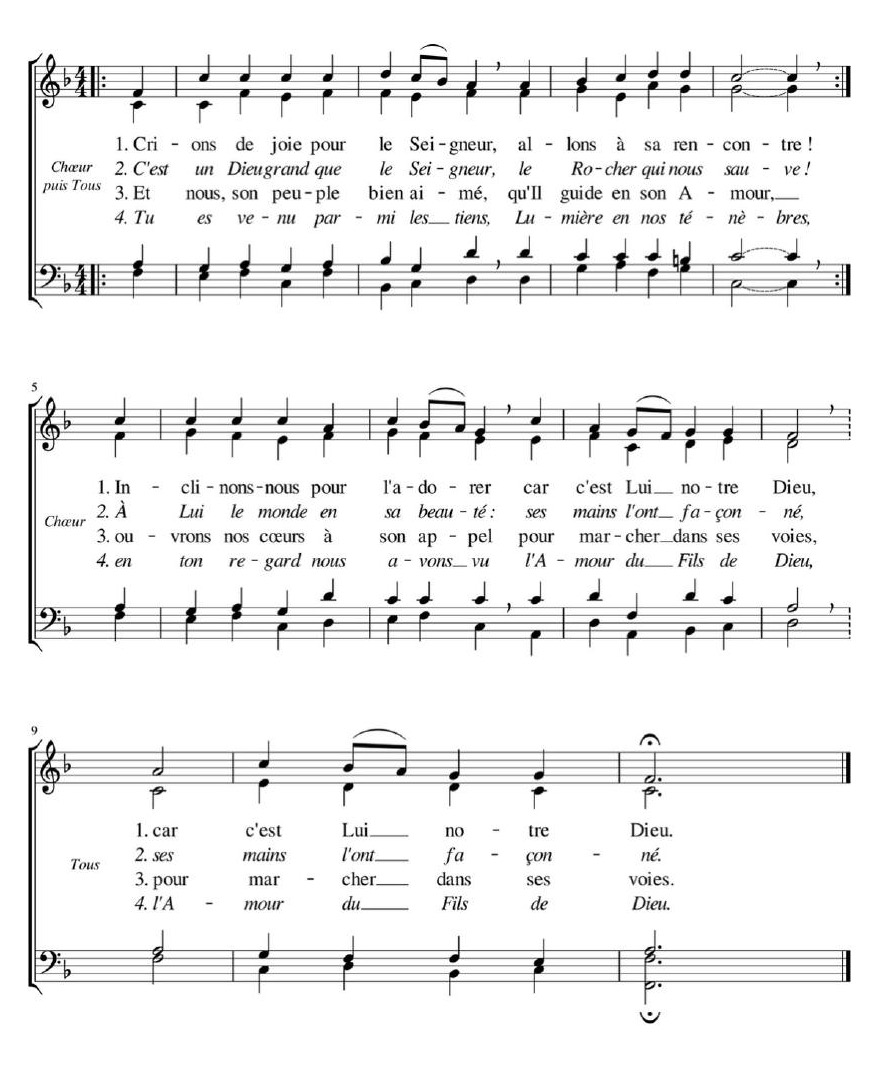 1. Cri - ons de joie pour le Sei - gneur, al - lons à sa ren - con - tre !
Chœur puis Tous
2. C'est un Dieu grand que le Sei - gneur, le Ro - cher qui nous sau - ve !
3. Et nous, son peu - ple bien ai - mé, qu'Il guide en son A - mour,
4. Tu es ve - nu par - mi les tiens, Lu - mière en nos té - nè - bres,
5
1. In - cli - nons - nous pour l'a - do - rer car c'est Lui no - tre Dieu,
Chœur
2. À Lui le monde en sa beau - té : ses mains l'ont fa - çon - né,
3. ou - vrons nos cœurs à son ap - pel pour mar - cher dans ses voies,
4. en ton re - gard nous a - vons vu l'A - mour du Fils de Dieu,
9
1. car c'est Lui no - tre Dieu.
Tous
2. ses mains l'ont fa - çon - né.
3. pour mar - cher dans ses voies.
4. l'A - mour du Fils de Dieu.